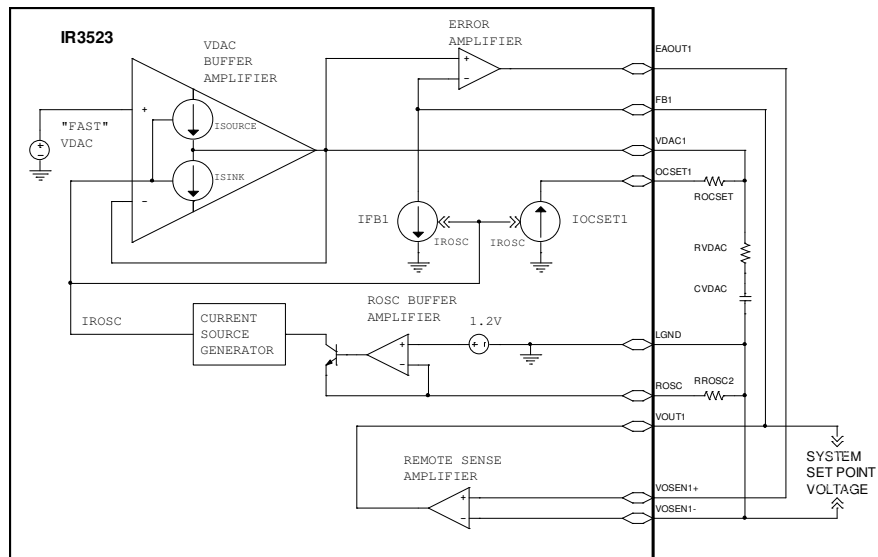 IR3523
VDAC
BUFFER
AMPLIFIER
ERROR
AMPLIFIER
EAOUT1
"FAST"
VDAC
+
-
+
-
+
-
ISOURCE
ISINK
FB1
VDAC1
OCSET1
ROCSET
IFB1
IROSC
IROSC
IOCSET1
RVDAC
CVDAC
IROSC
CURRENT
SOURCE
GENERATOR
ROSC BUFFER
AMPLIFIER
1.2V
+
-
+
-
LGND
ROSC
RROSC2
VOUT1
REMOTE SENSE
AMPLIFIER
+
-
VOSEN1+
VOSEN1-
SYSTEM
SET POINT
VOLTAGE